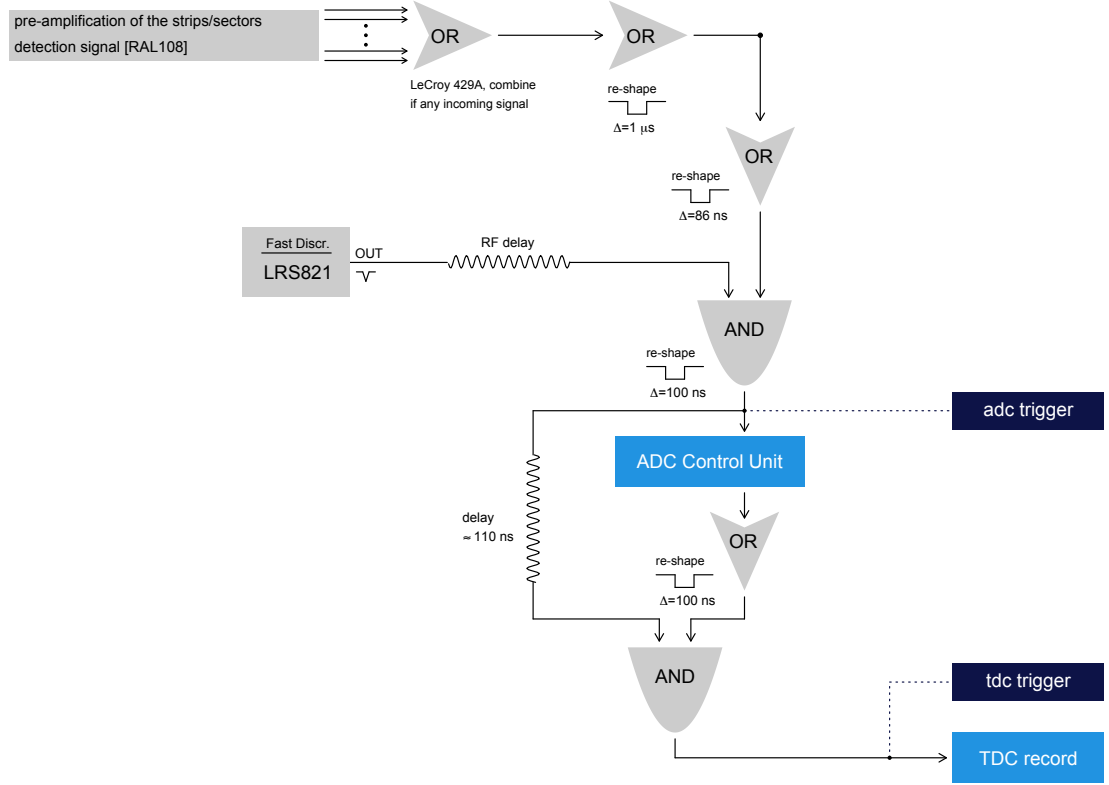 pre-amplification of the strips/sectors
detection signal [RAL108]
OR
OR
LeCroy 429A, combine
if any incoming signal
re-shape
Δ=1 μs
OR
re-shape
Δ=86 ns
Fast Discr.
LRS821
OUT
RF delay
AND
re-shape
Δ=100 ns
adc trigger
ADC Control Unit
delay
≈ 110 ns
OR
re-shape
Δ=100 ns
AND
tdc trigger
TDC record